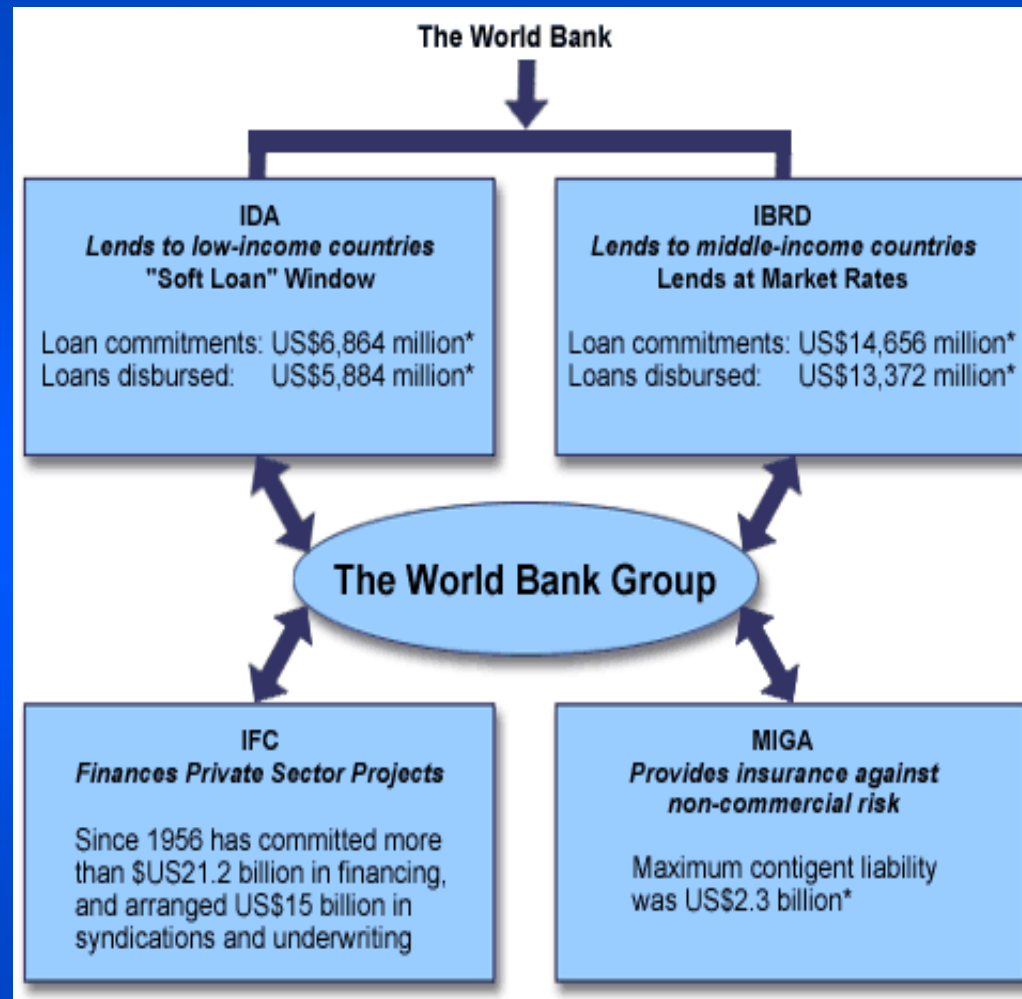 The World Bank
IDA
Lends to low-income countries
"Soft Loan" Window
Loan commitments: US$6,864 million*
Loans disbursed: US$5,884 million*
IBRD
Lends to middle-income countries
Lends at Market Rates
Loan commitments: US$14,656 million*
Loans disbursed: US$13,372 million*
The World Bank Group
IFC
Finances Private Sector Projects
Since 1956 has committed more
than $US21.2 billion in financing,
and arranged US$15 billion in
syndications and underwriting
MIGA
Provides insurance against
non-commercial risk
Maximum contigent liability
was US$2.3 billion*